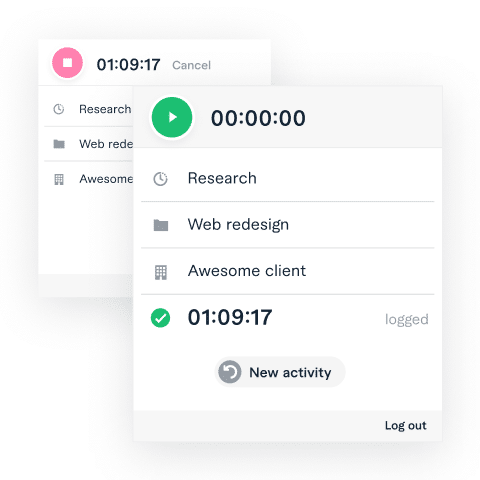 01:09:17 Cancel
Research
Web rede
Awesome
00:00:00
Research
Web redesign
Awesome client
01:09:17 logged
New activity
Log out